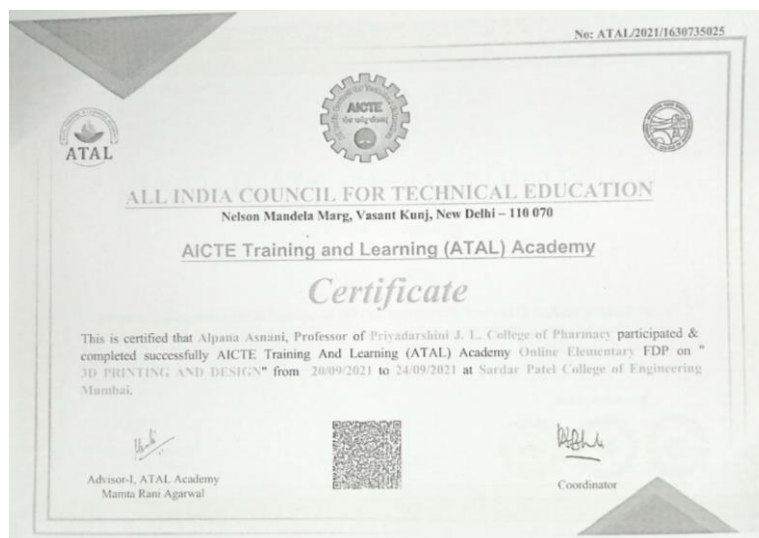 No: ATAL/2021/1630735025
AICTE
ATAL
ALL INDIA COUNCIL FOR TECHNICAL EDUCATION
Nelson Mandela Marg, Vasant Kunj, New Delhi – 110 070
AICTE Training and Learning (ATAL) Academy
Certificate
This is certified that Alpana Asnani, Professor of Priyadarshini J. L. College of Pharmacy participated &
completed successfully AICTE Training And Learning (ATAL) Academy Online Elementary FDP on "
3D PRINTING AND DESIGN" from 20/09/2021 to 24/09/2021 at Sardar Patel College of Engineering
Mumbai.
Advisor-I, ATAL Academy
Mamta Rani Agarwal
Coordinator